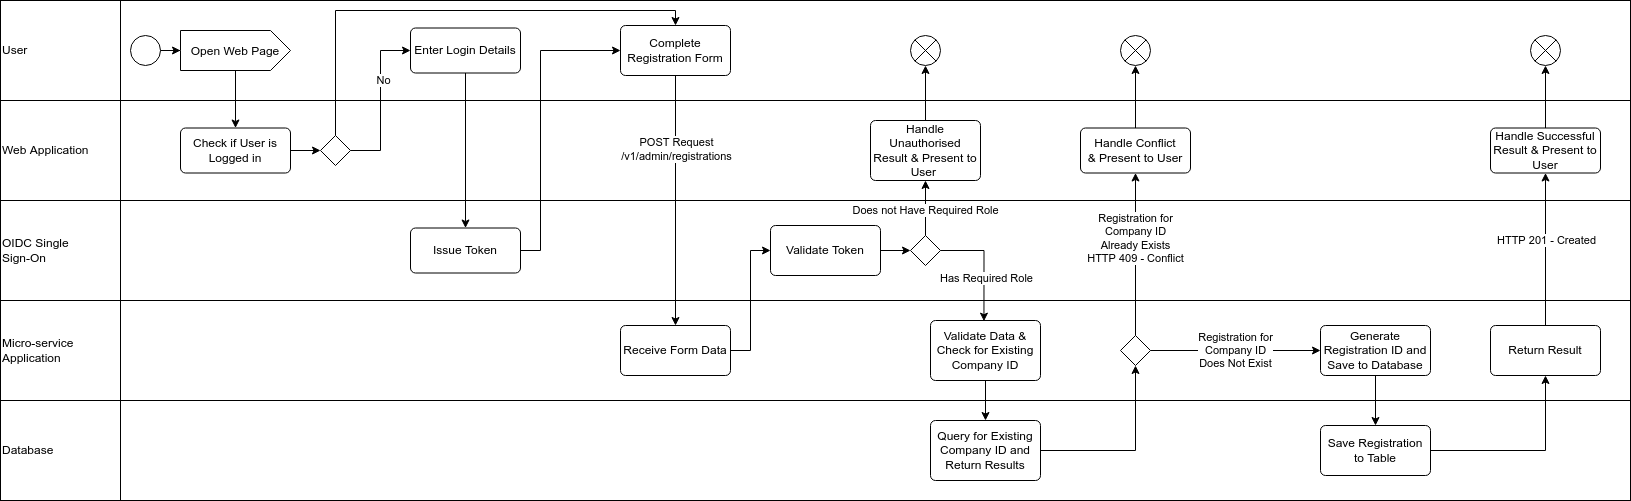 User
Open Web Page
No
Enter Login Details
Complete
Registration Form
Web Application
Check if User is
Logged in
POST Request
/v1/admin/registrations
Handle
Unauthorised
Result & Present to
User
Handle Conflict
& Present to User
Handle Successful
Result & Present to
User
OIDC Single
Sign-On
Issue Token
Validate Token
Does not Have Required Role
Has Required Role
Registration for
Company ID
Already Exists
HTTP 409 - Conflict
HTTP 201 - Created
Micro-service
Application
Receive Form Data
Validate Data &
Check for Existing
Company ID
Registration for
Company ID
Does Not Exist
Generate
Registration ID and
Save to Database
Return Result
Database
Query for Existing
Company ID and
Return Results
Save Registration
to Table